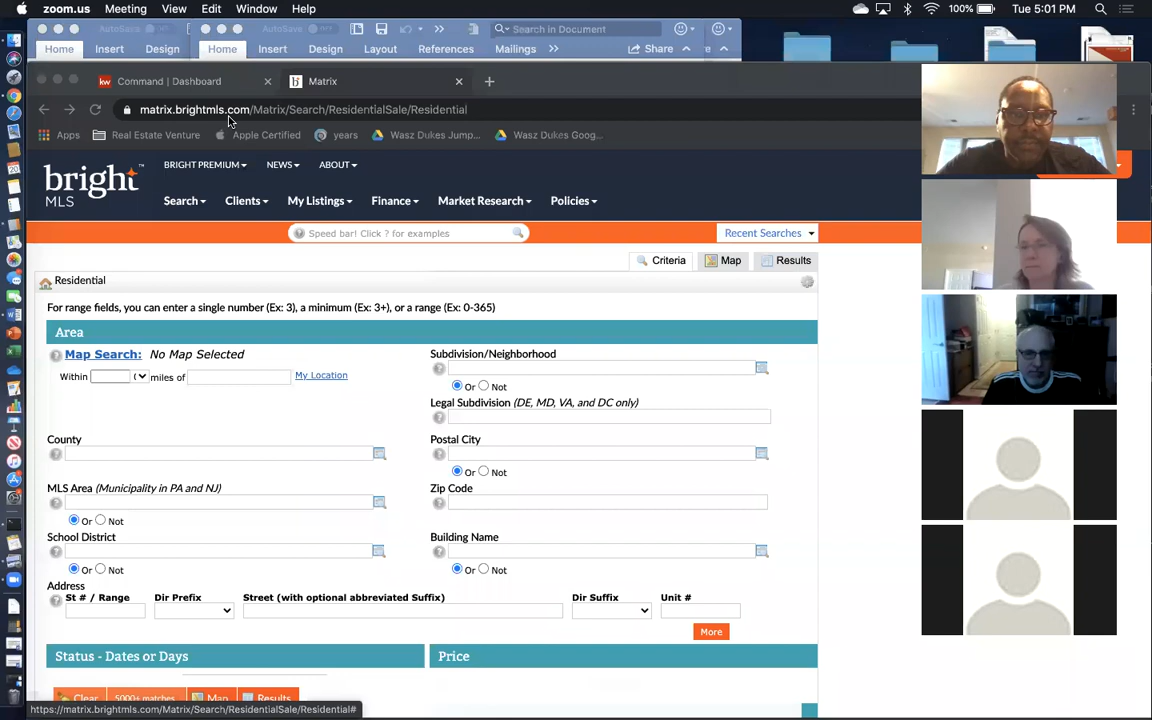 zoom.us Meeting View Edit Window Help 100% Tue 5:01 PM
AutoSave AutoSave Search in Document
Home Insert Design Home Insert Design Layout References Mailings Share
Command | Dashboard Matrix
matrix.brightmls.com/Matrix/Search/ResidentialSale/Residential
Apps Real Estate Venture Apple Certified years Wasz Dukes Jump... Wasz Dukes Goog...
bright MLS
BRIGHT PREMIUM NEWS ABOUT
Search Clients My Listings Finance Market Research Policies
Speed bar! Click ? for examples Recent Searches
Criteria Map Results
Residential
For range fields, you can enter a single number (Ex: 3), a minimum (Ex: 3+), or a range (Ex: 0-365)
Area
Map Search: No Map Selected
Within miles of My Location
Subdivision/Neighborhood
Or Not
Legal Subdivision (DE, MD, VA, and DC only)
County Postal City
Or Not
MLS Area (Municipality in PA and NJ) Zip Code
Or Not
School District Building Name
Or Not Or Not
Address
St # / Range Dir Prefix Street (with optional abbreviated Suffix) Dir Suffix Unit #
More
Status - Dates or Days Price
Clear 5000+ matches Map Results
https://matrix.brightmls.com/Matrix/Search/ResidentialSale/Residential#